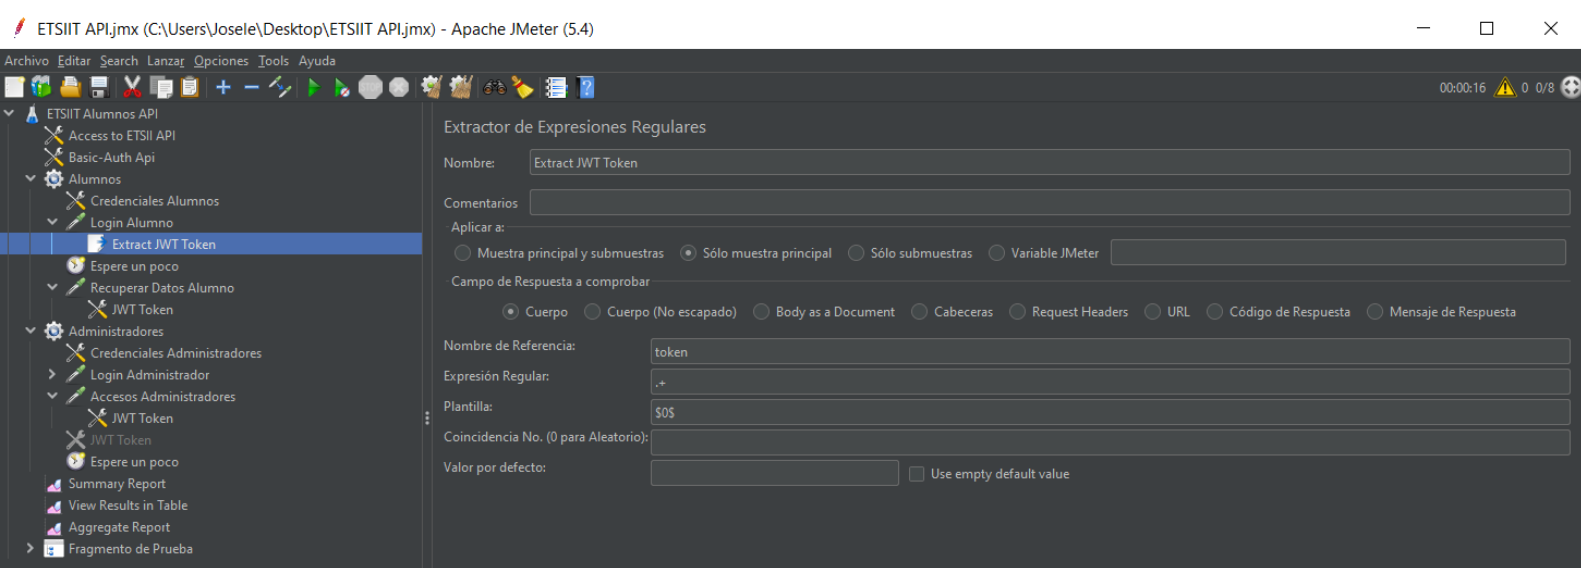 ETSIIT API.jmx (C:\Users\Josele\Desktop\ETSIIT API.jmx) - Apache JMeter (5.4)
Archivo Editar Search Lanzar Opciones Tools Ayuda
STOP
00:00:16 0 0/8
ETSIIT Alumnos API
Access to ETSII API
Basic-Auth Api
Alumnos
Credenciales Alumnos
Login Alumno
Extract JWT Token
Espere un poco
Recuperar Datos Alumno
JWT Token
Administradores
Credenciales Administradores
Login Administrador
Accesos Administradores
JWT Token
JWT Token
Espere un poco
Summary Report
View Results in Table
Aggregate Report
Fragmento de Prueba
Extractor de Expresiones Regulares
Nombre: Extract JWT Token
Comentarios
Aplicar a:
Muestra principal y submuestras Sólo muestra principal Sólo submuestras Variable JMeter
Campo de Respuesta a comprobar
Cuerpo Cuerpo (No escapado) Body as a Document Cabeceras Request Headers URL Código de Respuesta Mensaje de Respuesta
Nombre de Referencia: token
Expresión Regular: .+
Plantilla: $0$
Coincidencia No. (0 para Aleatorio):
Valor por defecto: Use empty default value